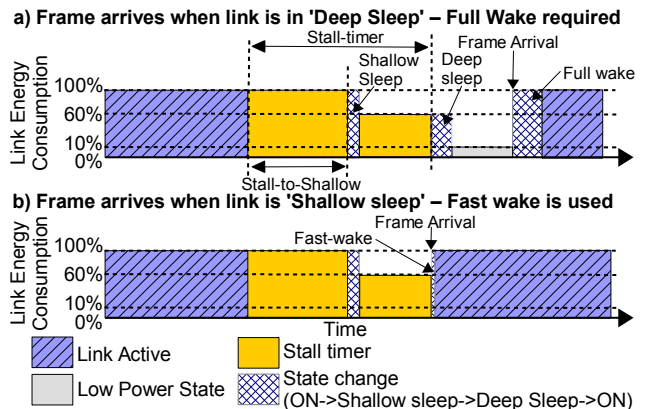 a) Frame arrives when link is in 'Deep Sleep' – Full Wake required
Stall-timer
Frame Arrival
Shallow
Sleep
Deep
sleep
Full wake
Link Energy
Consumption
100%
60%
10%
0%
Stall-to-Shallow
b) Frame arrives when link is 'Shallow sleep' – Fast wake is used
Frame Arrival
Fast-wake
Link Energy
Consumption
100%
60%
10%
0%
Time
Link Active
Stall timer
Low Power State
State change
(ON->Shallow sleep->Deep Sleep->ON)